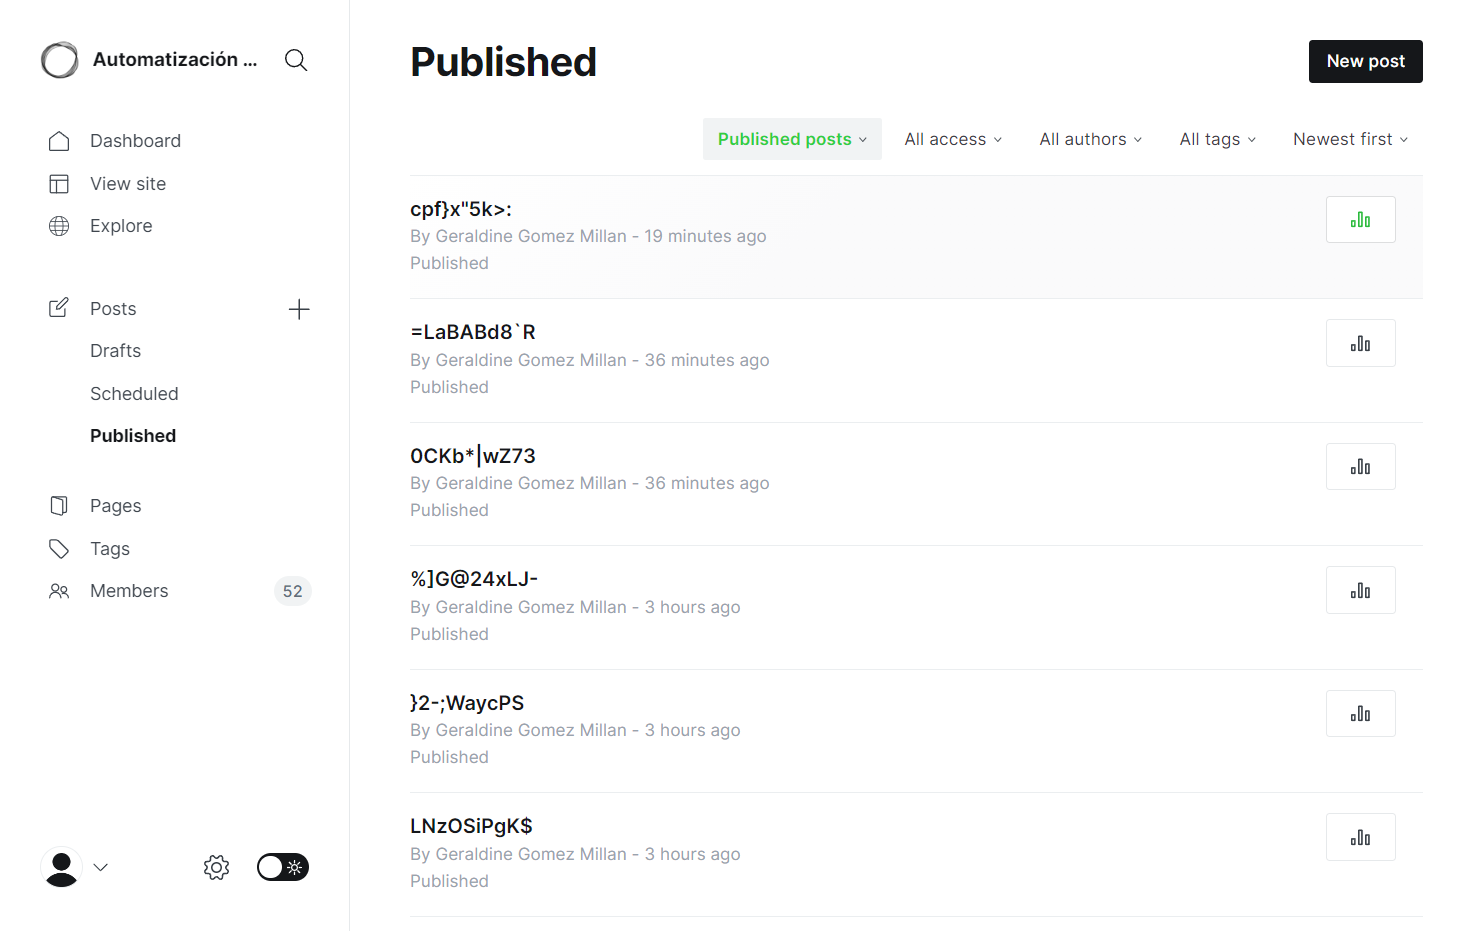 Automatización ...
Dashboard
View site
Explore
Posts
Drafts
Scheduled
Published
Pages
Tags
Members 52
Published
New post
Published posts All access All authors All tags Newest first
cpf}x"5k>:
By Geraldine Gomez Millan - 19 minutes ago
Published
=LaBABd8`R
By Geraldine Gomez Millan - 36 minutes ago
Published
0CKb*|wZ73
By Geraldine Gomez Millan - 36 minutes ago
Published
%]G@24xLJ-
By Geraldine Gomez Millan - 3 hours ago
Published
}2-;WaycPS
By Geraldine Gomez Millan - 3 hours ago
Published
LNzOSiPgK$
By Geraldine Gomez Millan - 3 hours ago
Published